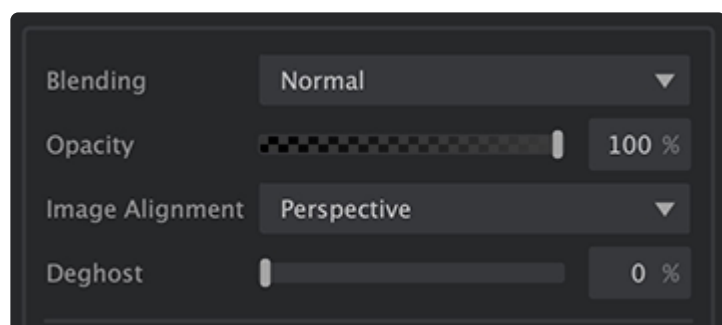 Blending Normal
Opacity 100 %
Image Alignment Perspective
Deghost 0 %